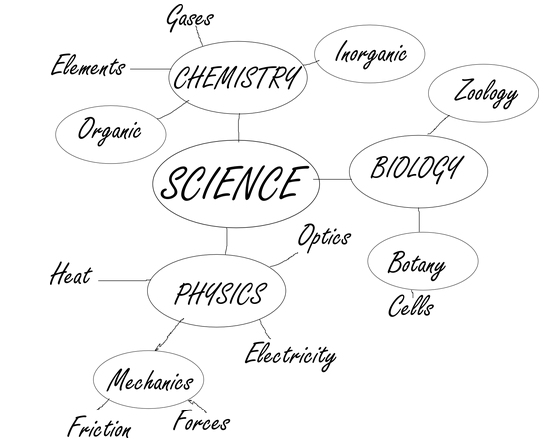 Gases
Inorganic
Elements
CHEMISTRY
Zoology
Organic
SCIENCE
BIOLOGY
Optics
Botany
Heat
PHYSICS
Cells
Electricity
Mechanics
Friction
Forces